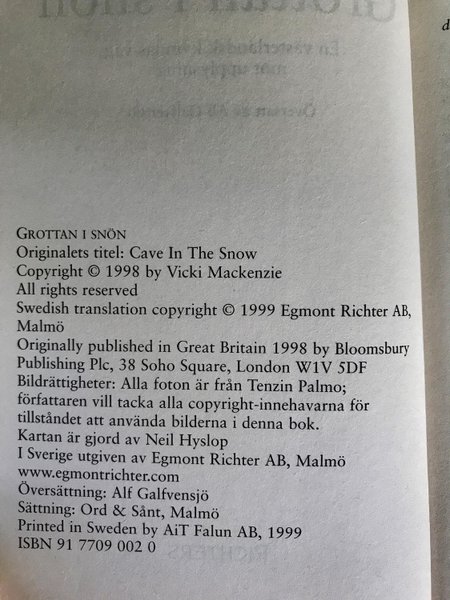 GROTTAN I SNÖN
Originalets titel: Cave In The Snow
Copyright © 1998 by Vicki Mackenzie
All rights reserved
Swedish translation copyright © 1999 Egmont Richter AB,
Malmö
Originally published in Great Britain 1998 by Bloomsbury
Publishing Plc, 38 Soho Square, London W1V 5DF
Bildrättigheter: Alla foton är från Tenzin Palmo;
författaren vill tacka alla copyright-innehavarna för
tillståndet att använda bilderna i denna bok.
Kartan är gjord av Neil Hyslop
I Sverige utgiven av Egmont Richter AB, Malmö
www.egmontrichter.com
Översättning: Alf Galfvensjö
Sättning: Ord & Sånt, Malmö
Printed in Sweden by AiT Falun AB, 1999
ISBN 91 7709 002 0